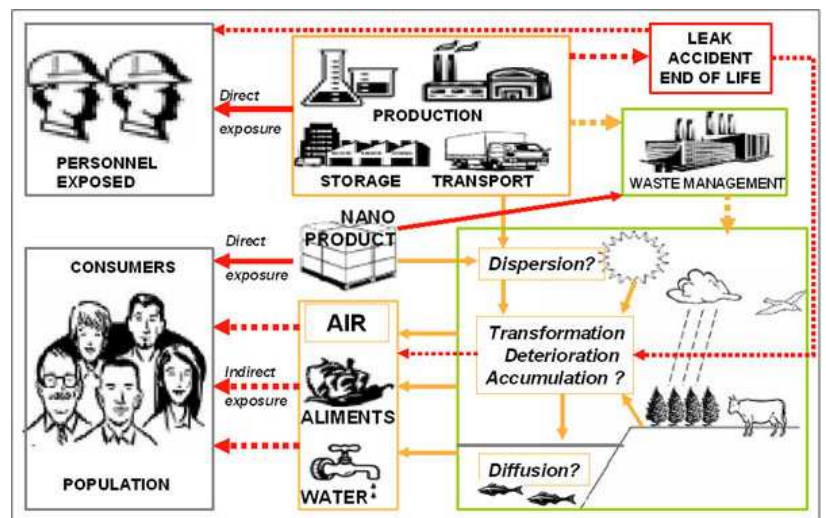 LEAK
ACCIDENT
END OF LIFE
Direct
exposure
PRODUCTION
PERSONNEL
EXPOSED
STORAGE
TRANSPORT
WASTE MANAGEMENT
NANO
PRODUCT
Direct
exposure
CONSUMERS
Dispersion?
AIR
Transformation
Deterioration
Accumulation ?
Indirect
exposure
ALIMENTS
Diffusion?
POPULATION
WATER